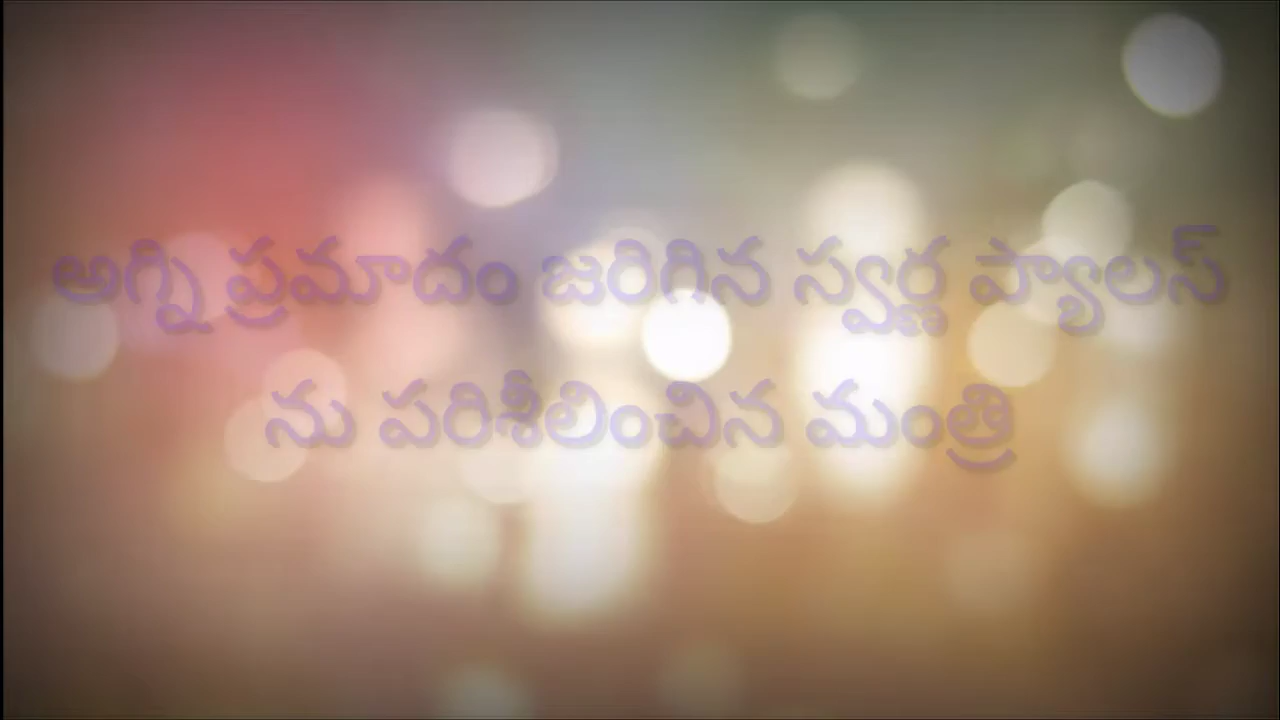 అగ్ని ప్రమాదం జరిగిన స్వర్ణ ప్యాలస్
ను పరిశీలించిన మంత్రి